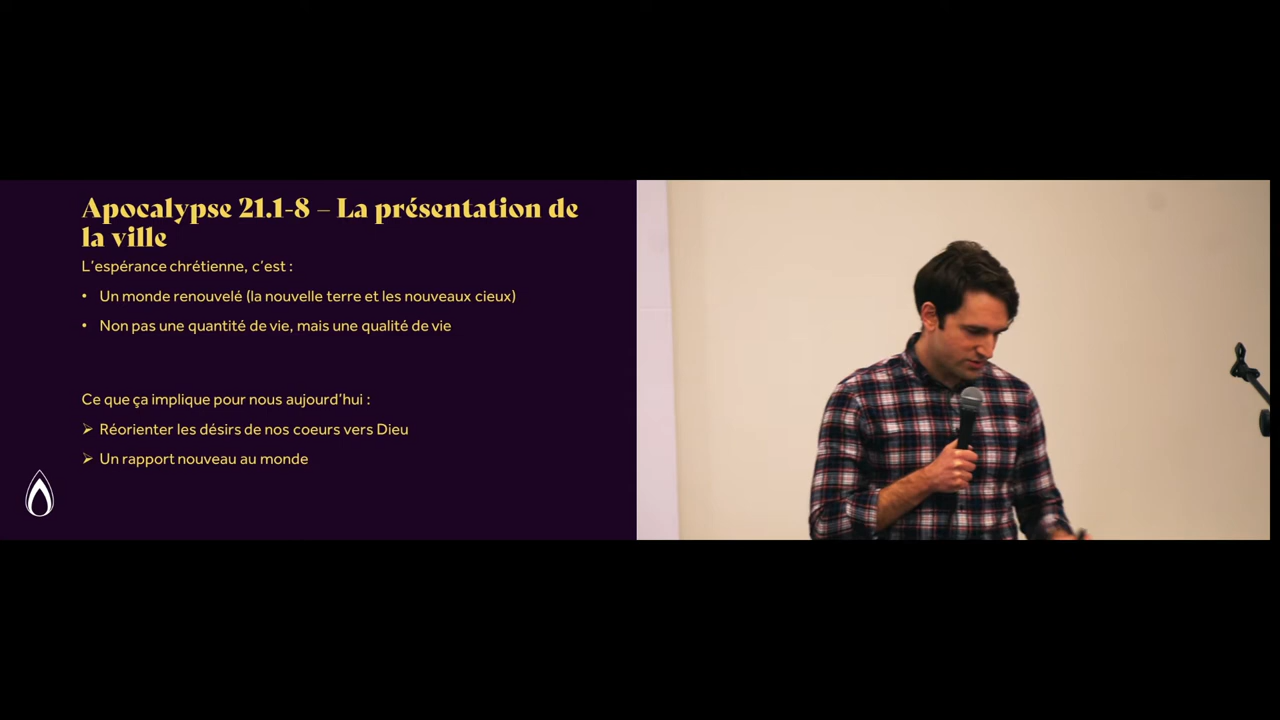 Apocalypse 21.1-8 – La présentation de
la ville
L'espérance chrétienne, c'est :
• Un monde renouvelé (la nouvelle terre et les nouveaux cieux)
• Non pas une quantité de vie, mais une qualité de vie
Ce que ça implique pour nous aujourd'hui :
➢ Réorienter les désirs de nos coeurs vers Dieu
➢ Un rapport nouveau au monde